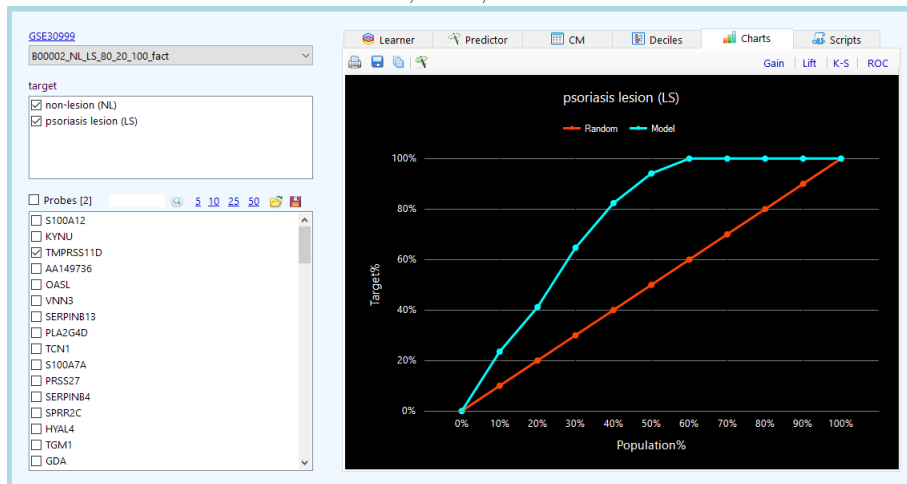 GSE30999
B00002_NL_LS_80_20_100_fact
target
non-lesion (NL)
psoriasis lesion (LS)
Probes [2]
5 10 25 50
S100A12
KYNU
TMPRSS11D
AA149736
OASL
VNN3
SERPINB13
PLA2G4D
TCN1
S100A7A
PRSS27
SERPINB4
SPRR2C
HYAL4
TGM1
GDA
Learner Predictor CM Deciles Charts Scripts
Gain Lift K-S ROC
psoriasis lesion (LS)
Random Model
100%
80%
60%
40%
20%
0%
Target%
0% 10% 20% 30% 40% 50% 60% 70% 80% 90% 100%
Population%